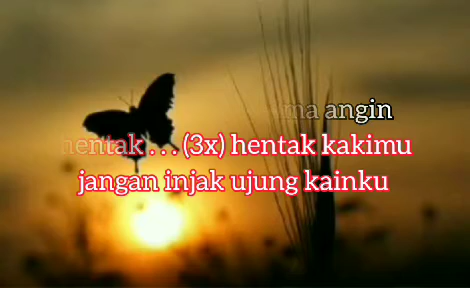 angin
hentak . . . (3x) hentak kakimu
jangan injak ujung kainku